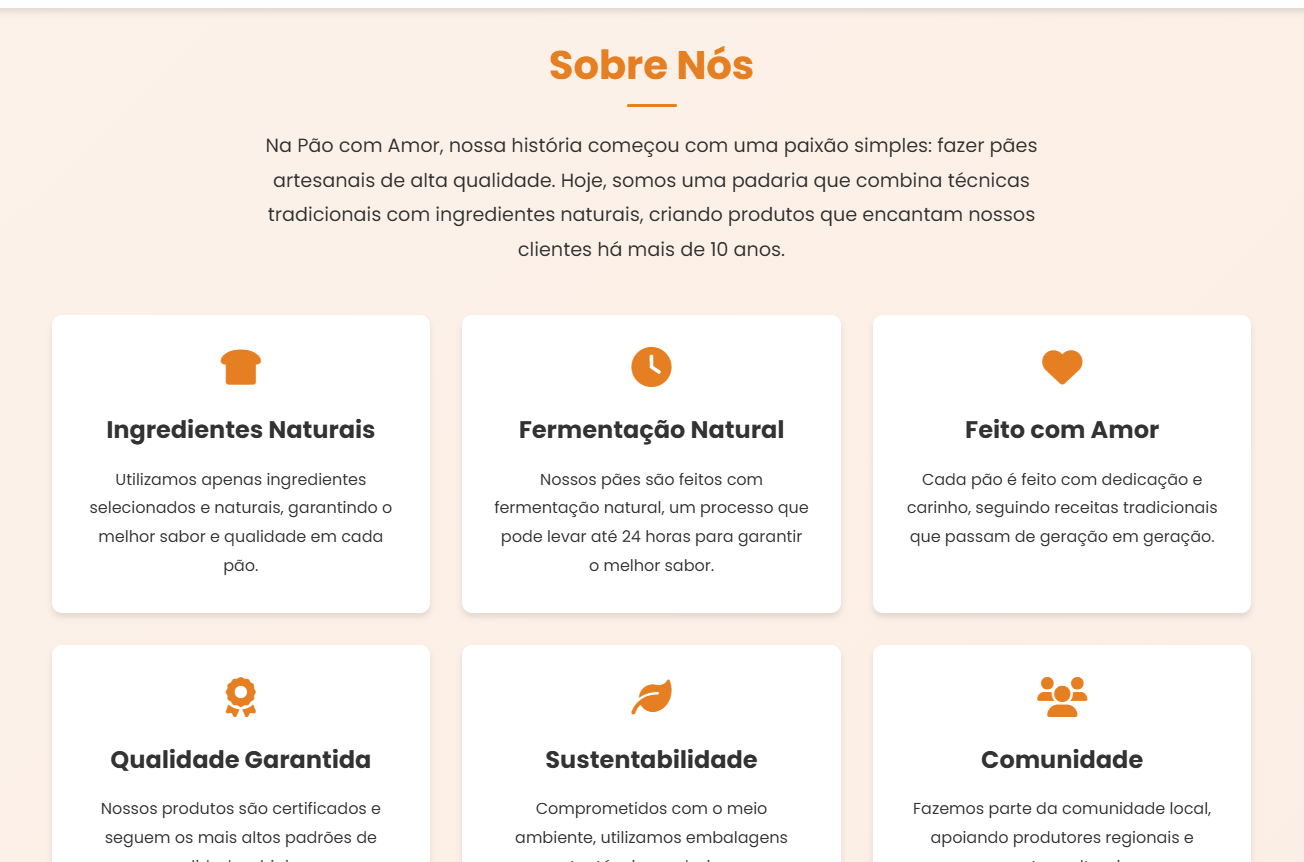 Sobre Nós
Na Pão com Amor, nossa história começou com uma paixão simples: fazer pães
artesanais de alta qualidade. Hoje, somos uma padaria que combina técnicas
tradicionais com ingredientes naturais, criando produtos que encantam nossos
clientes há mais de 10 anos.
Ingredientes Naturais
Utilizamos apenas ingredientes
selecionados e naturais, garantindo o
melhor sabor e qualidade em cada
pão.
Fermentação Natural
Nossos pães são feitos com
fermentação natural, um processo que
pode levar até 24 horas para garantir
o melhor sabor.
Feito com Amor
Cada pão é feito com dedicação e
carinho, seguindo receitas tradicionais
que passam de geração em geração.
Qualidade Garantida
Nossos produtos são certificados e
seguem os mais altos padrões de
Sustentabilidade
Comprometidos com o meio
ambiente, utilizamos embalagens
Comunidade
Fazemos parte da comunidade local,
apoiando produtores regionais e